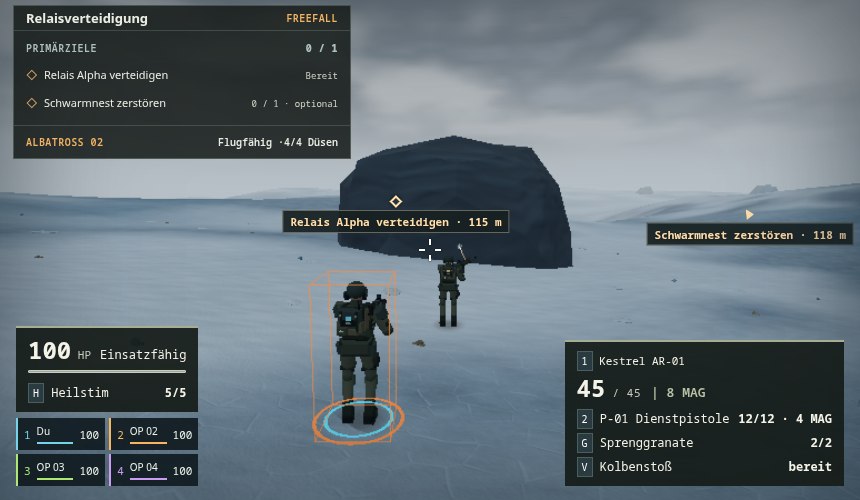 Relaisverteidigung FREEFALL
PRIMÄRZIELE 0 / 1
Relais Alpha verteidigen Bereit
Schwarmnest zerstören 0 / 1 · optional
ALBATROSS 02 Flugfähig ·4/4 Düsen
Relais Alpha verteidigen · 115 m
Schwarmnest zerstören · 118 m
100 HP Einsatzfähig
H Heilstim 5/5
1 Du 100
2 OP 02 100
3 OP 03 100
4 OP 04 100
1 Kestrel AR-01
45 / 45 | 8 MAG
2 P-01 Dienstpistole 12/12 · 4 MAG
G Sprenggranate 2/2
V Kolbenstoß bereit